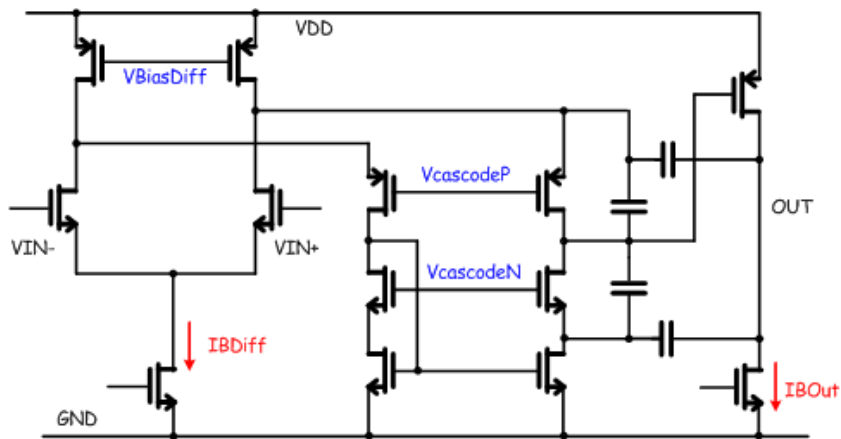 VDD
VBiasDiff
VcascodeP
OUT
VIN-
VIN+
VcascodeN
IBDiff
IBOut
GND